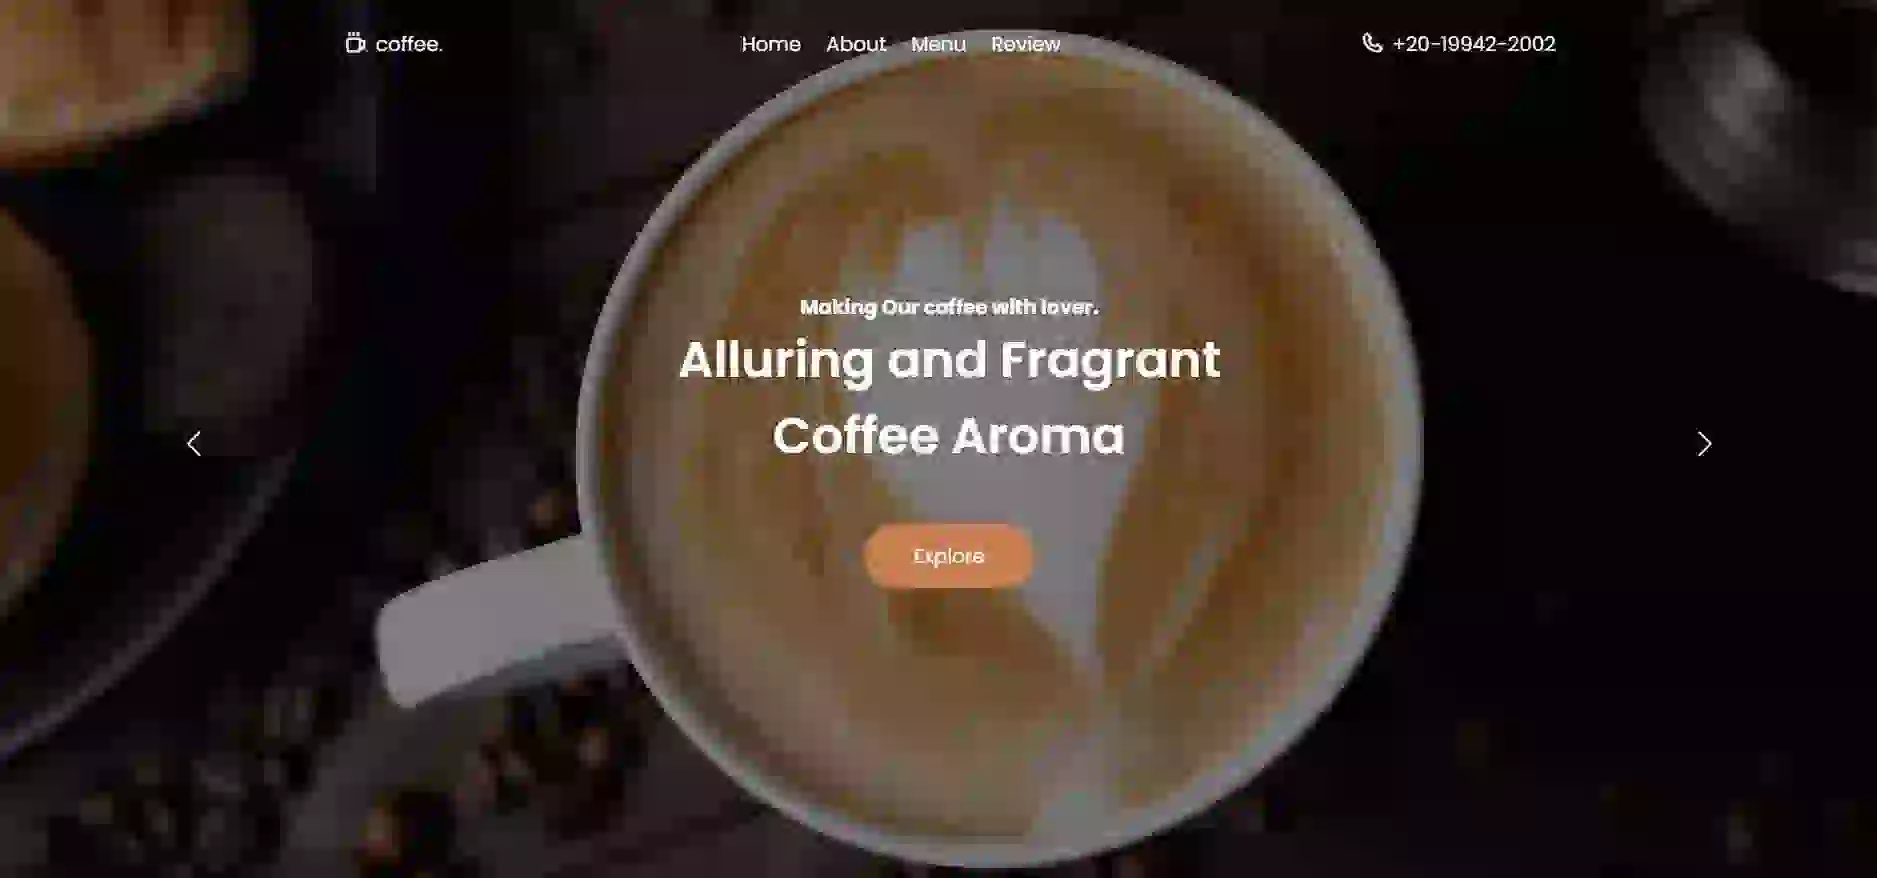 coffee.
Home About Menu Review
+20-19942-2002
Making Our coffee with lover.
Alluring and Fragrant
Coffee Aroma
Explore